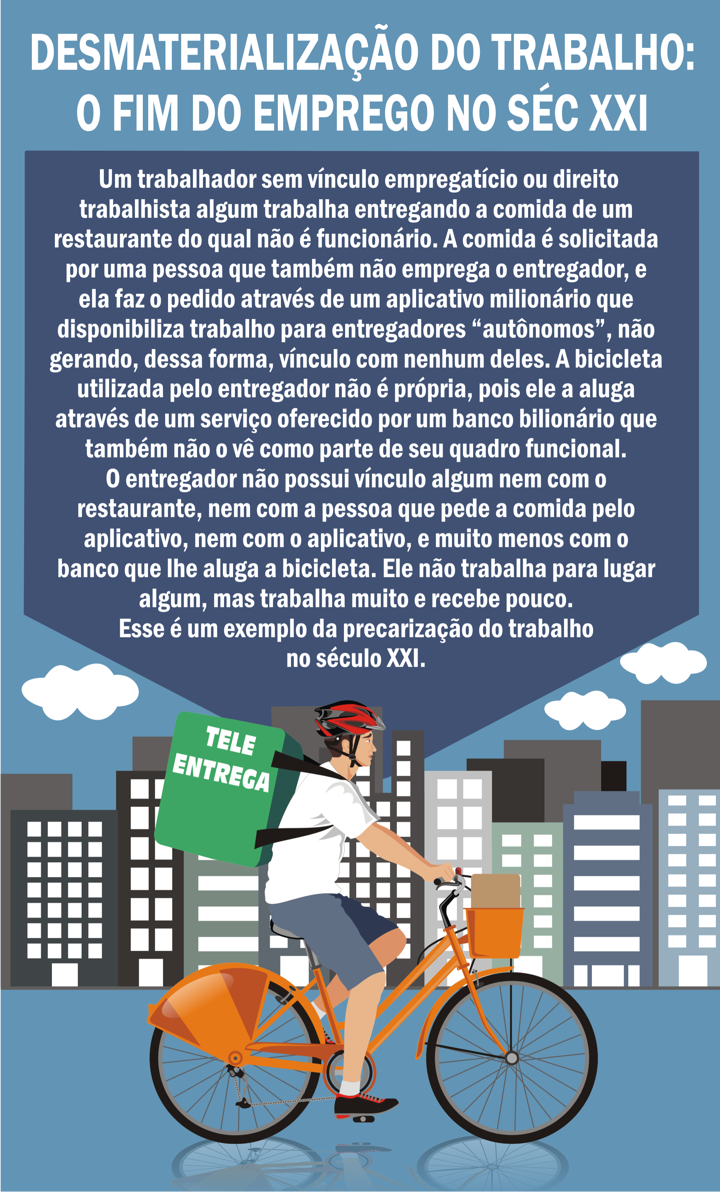 DESMATERIALIZAÇÃO DO TRABALHO:
O FIM DO EMPREGO NO SÉC XXI
Um trabalhador sem vínculo empregatício ou direito
trabalhista algum trabalha entregando a comida de um
restaurante do qual não é funcionário. A comida é solicitada
por uma pessoa que também não emprega o entregador, e
ela faz o pedido através de um aplicativo milionário que
disponibiliza trabalho para entregadores “autônomos”, não
gerando, dessa forma, vínculo com nenhum deles. A bicicleta
utilizada pelo entregador não é própria, pois ele a aluga
através de um serviço oferecido por um banco bilionário que
também não o vê como parte de seu quadro funcional.
O entregador não possui vínculo algum nem com o
restaurante, nem com a pessoa que pede a comida pelo
aplicativo, nem com o aplicativo, e muito menos com o
banco que lhe aluga a bicicleta. Ele não trabalha para lugar
algum, mas trabalha muito e recebe pouco.
Esse é um exemplo da precarização do trabalho
no século XXI.
TELE
ENTREGA